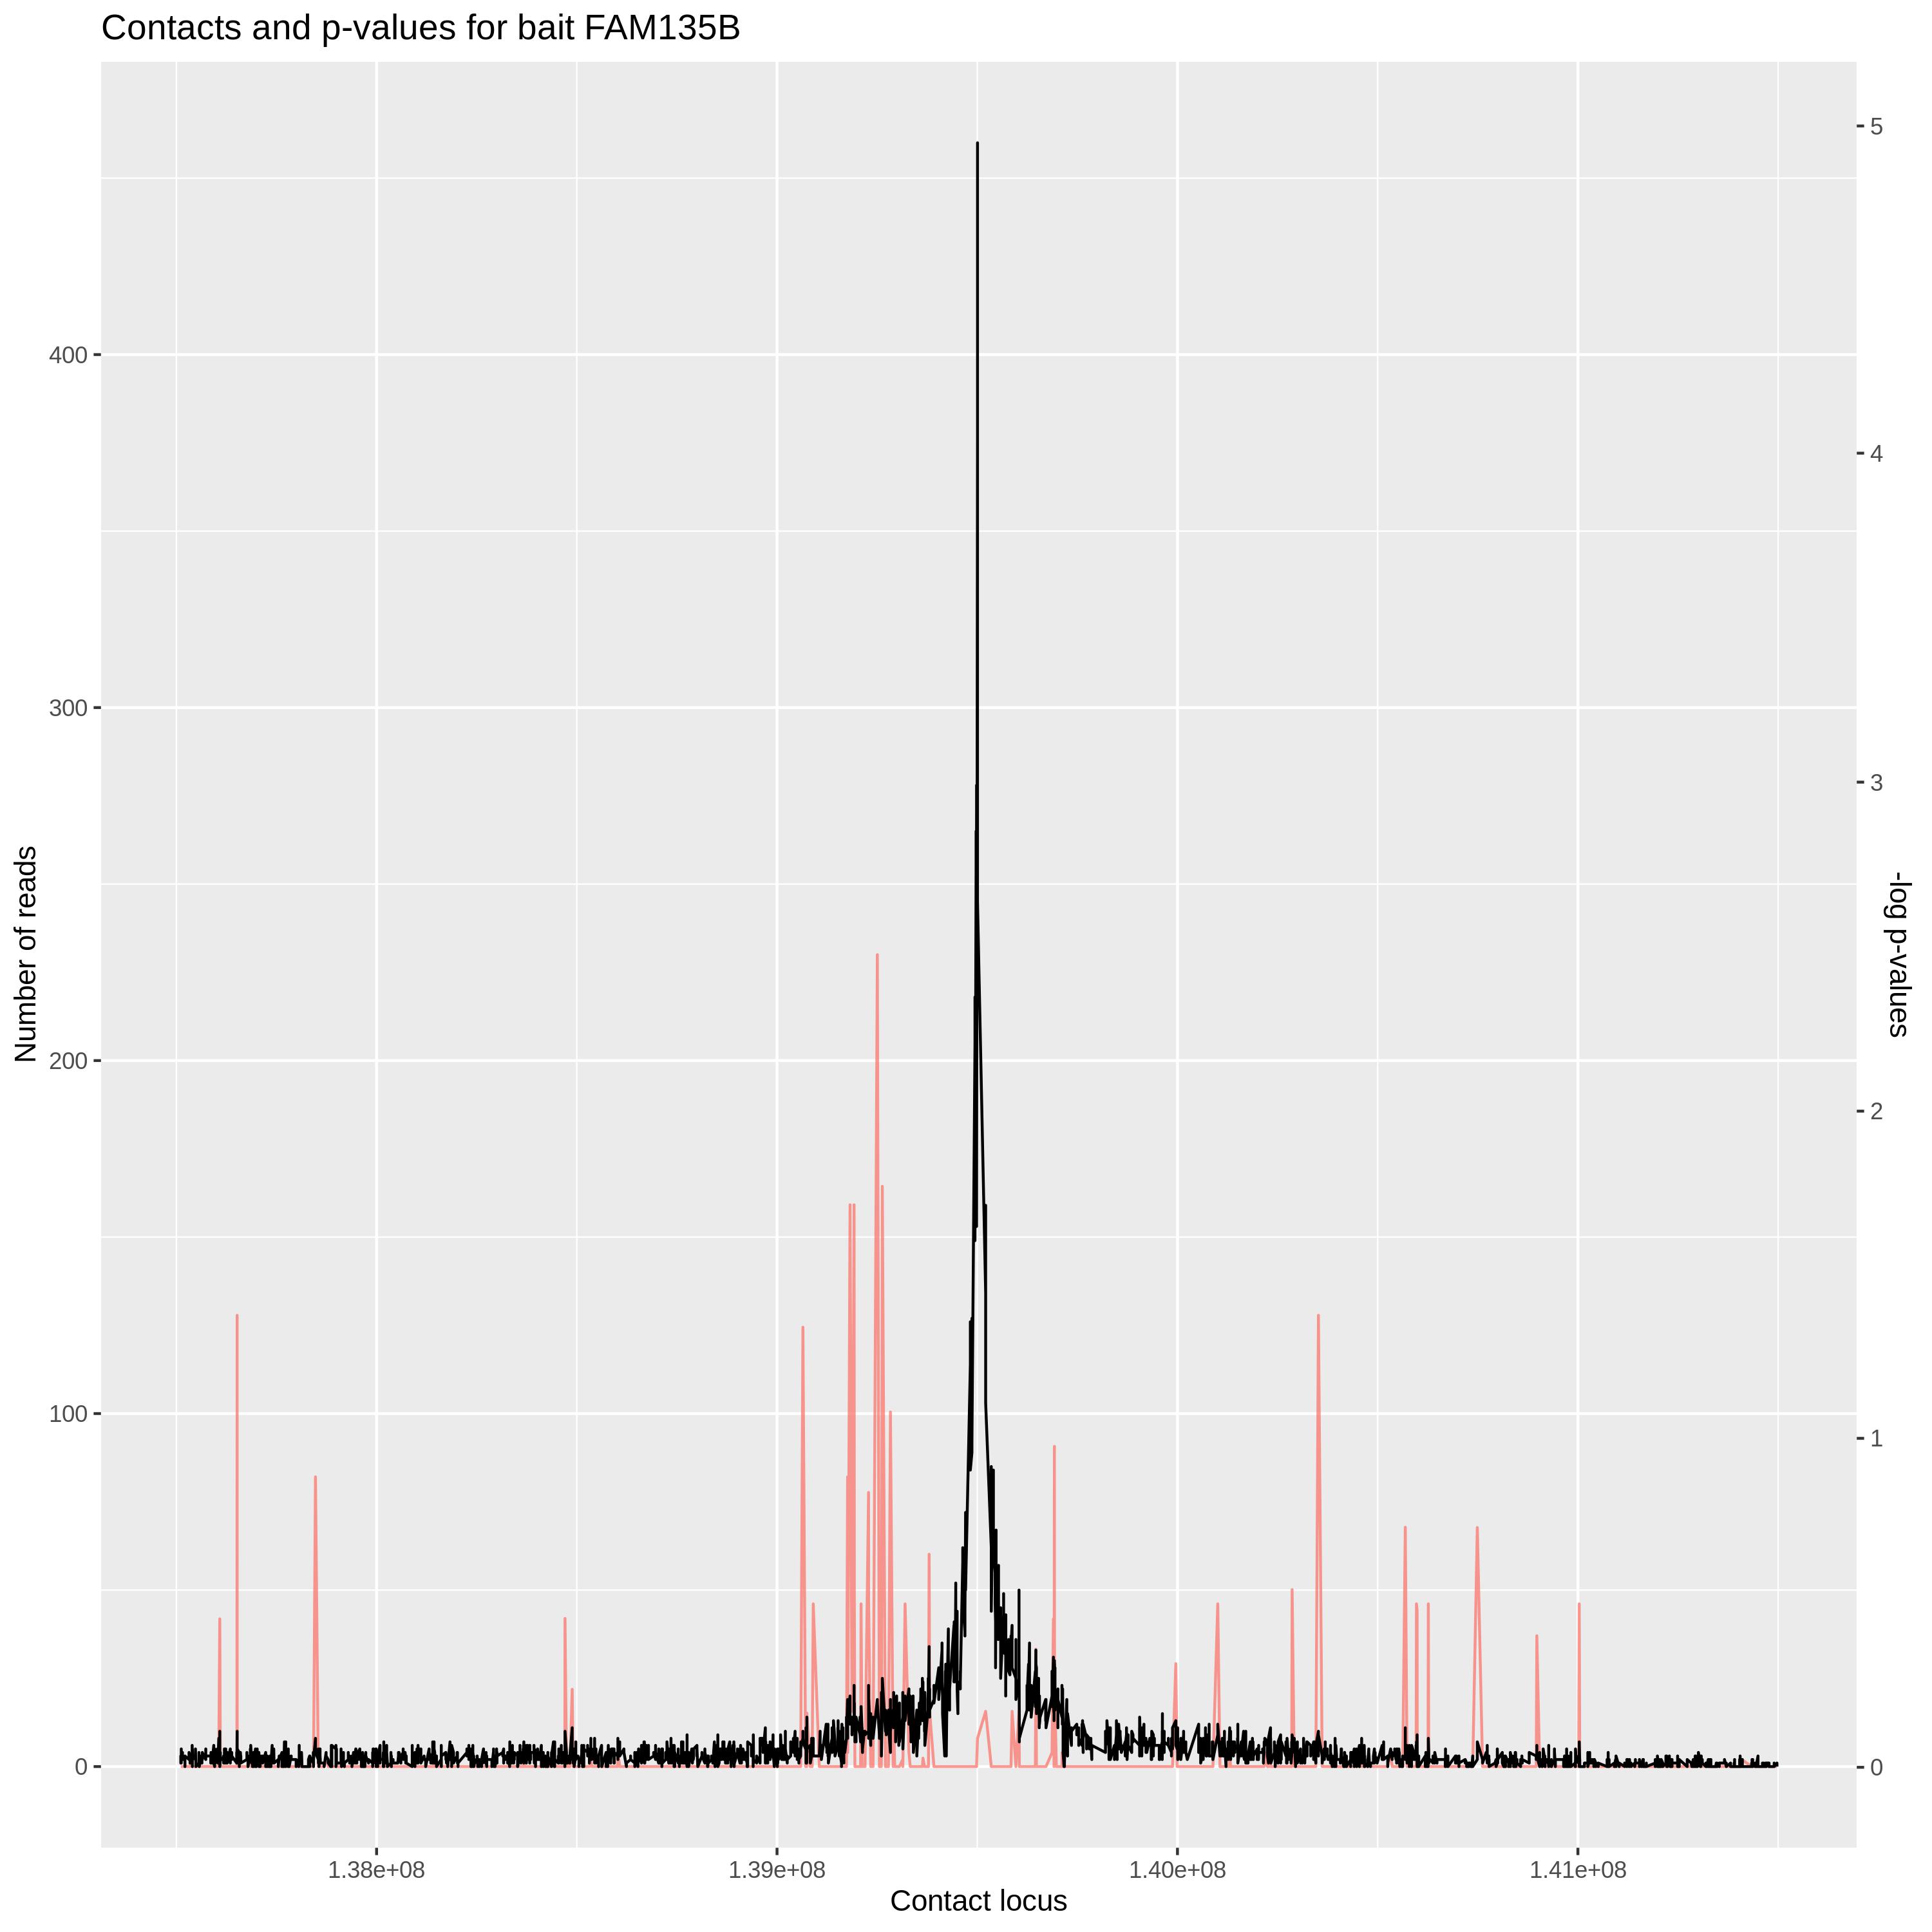 Contacts and p-values for bait FAM135B
Number of reads
400
300
200
100
0
5
4
3
2
1
0
-log p-values
1.38e+08
1.39e+08
1.40e+08
1.41e+08
Contact locus